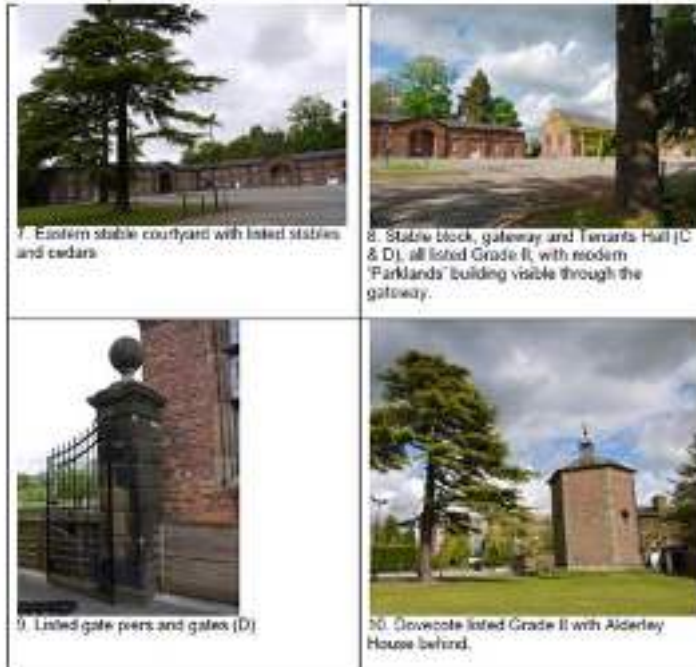 7. Eastern stable courtyard with listed stables
and cedars
8. Stable block, gateway and Tenants Hall (C
& D), all listed Grade II, with modern
'Parklands' building visible through the
gateway.
9. Listed gate piers and gates (D)
10. Dovecote listed Grade II with Alderley
House behind.